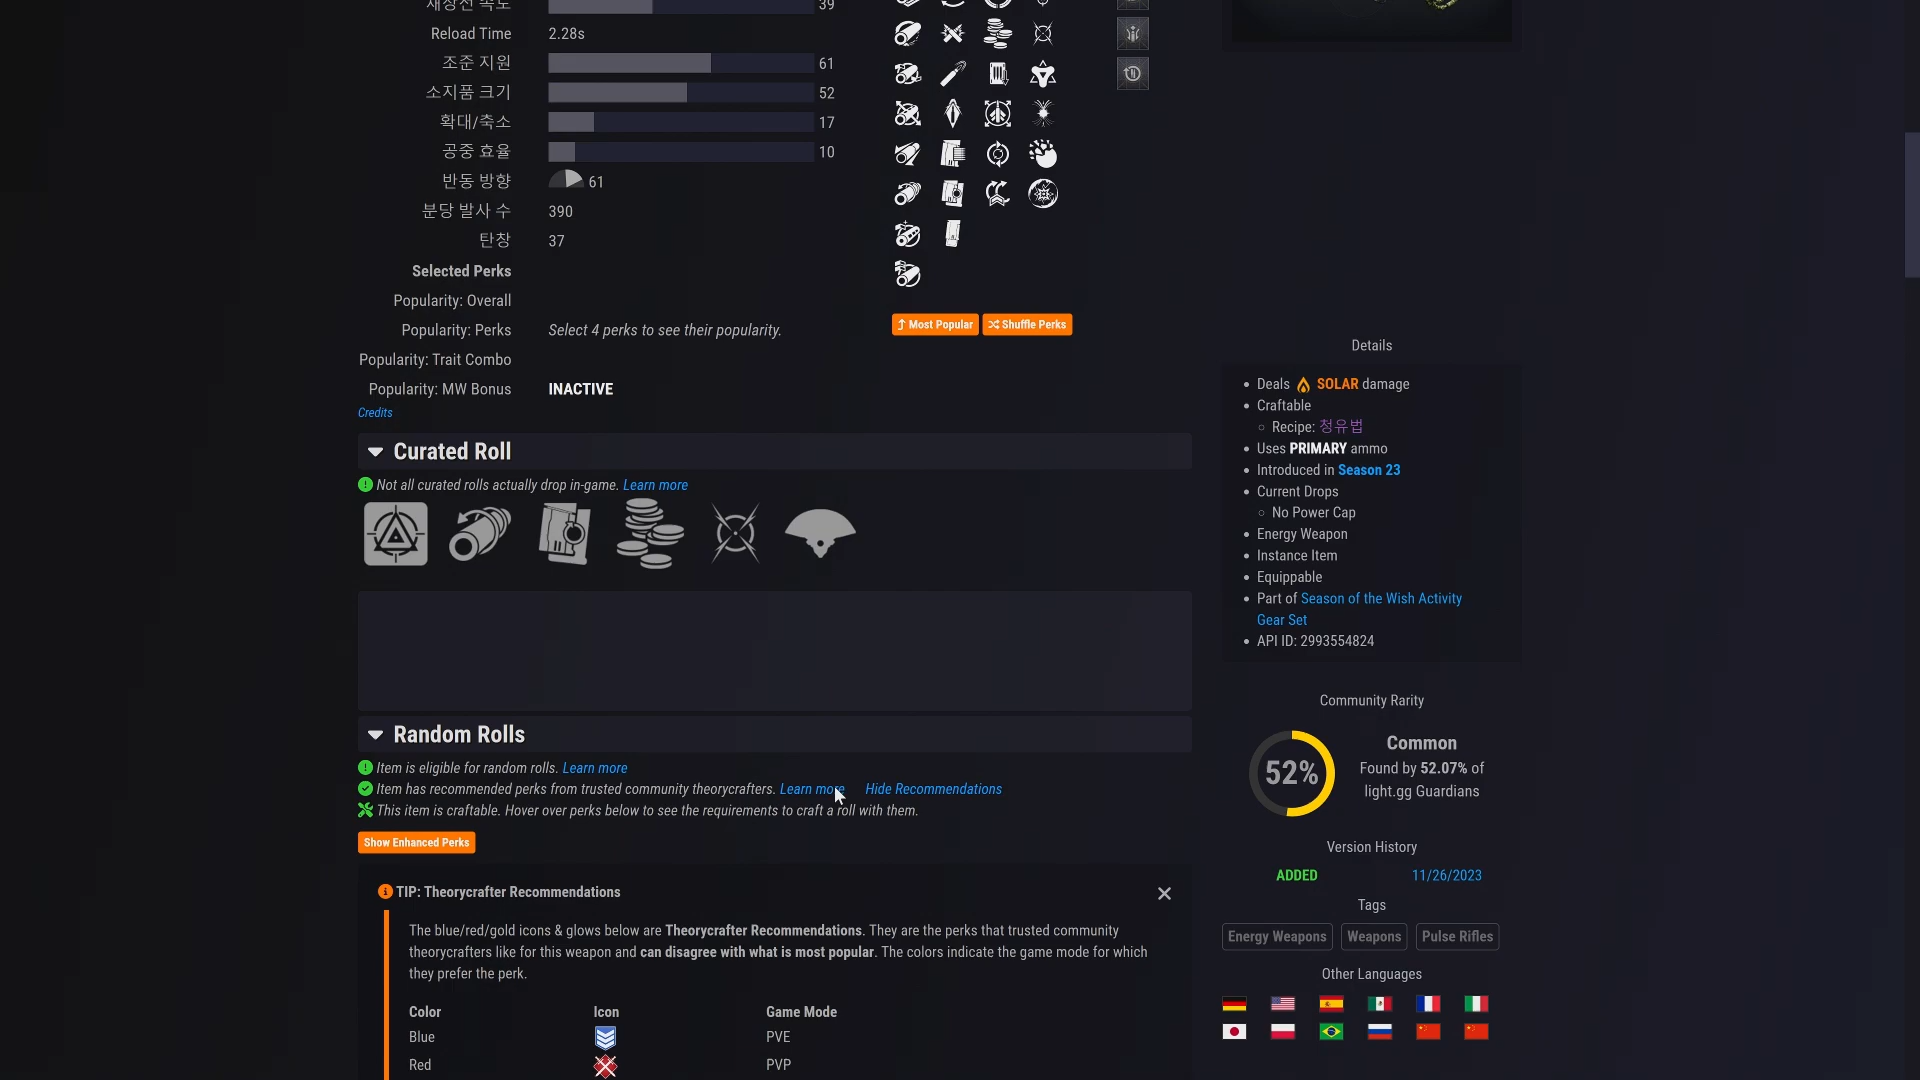 재장전 속도 39
Reload Time 2.28s
조준 지원 61
소지품 크기 52
확대/축소 17
공중 효율 10
반동 방향 61
분당 발사 수 390
탄창 37
Selected Perks
Popularity: Overall
Popularity: Perks Select 4 perks to see their popularity.
Popularity: Trait Combo
Popularity: MW Bonus INACTIVE
Credits
Most Popular Shuffle Perks
Curated Roll
Not all curated rolls actually drop in-game. Learn more
Random Rolls
Item is eligible for random rolls. Learn more
Item has recommended perks from trusted community theorycrafters. Learn more Hide Recommendations
This item is craftable. Hover over perks below to see the requirements to craft a roll with them.
Show Enhanced Perks
TIP: Theorycrafter Recommendations
The blue/red/gold icons & glows below are Theorycrafter Recommendations. They are the perks that trusted community
theorycrafters like for this weapon and can disagree with what is most popular. The colors indicate the game mode for which
they prefer the perk.
Color Icon Game Mode
Blue PVE
Red PVP
Details
Deals SOLAR damage
Craftable
Recipe: 청유법
Uses PRIMARY ammo
Introduced in Season 23
Current Drops
No Power Cap
Energy Weapon
Instance Item
Equippable
Part of Season of the Wish Activity
Gear Set
API ID: 2993554824
Community Rarity
52%
Common
Found by 52.07% of
light.gg Guardians
Version History
ADDED 11/26/2023
Tags
Energy Weapons Weapons Pulse Rifles
Other Languages